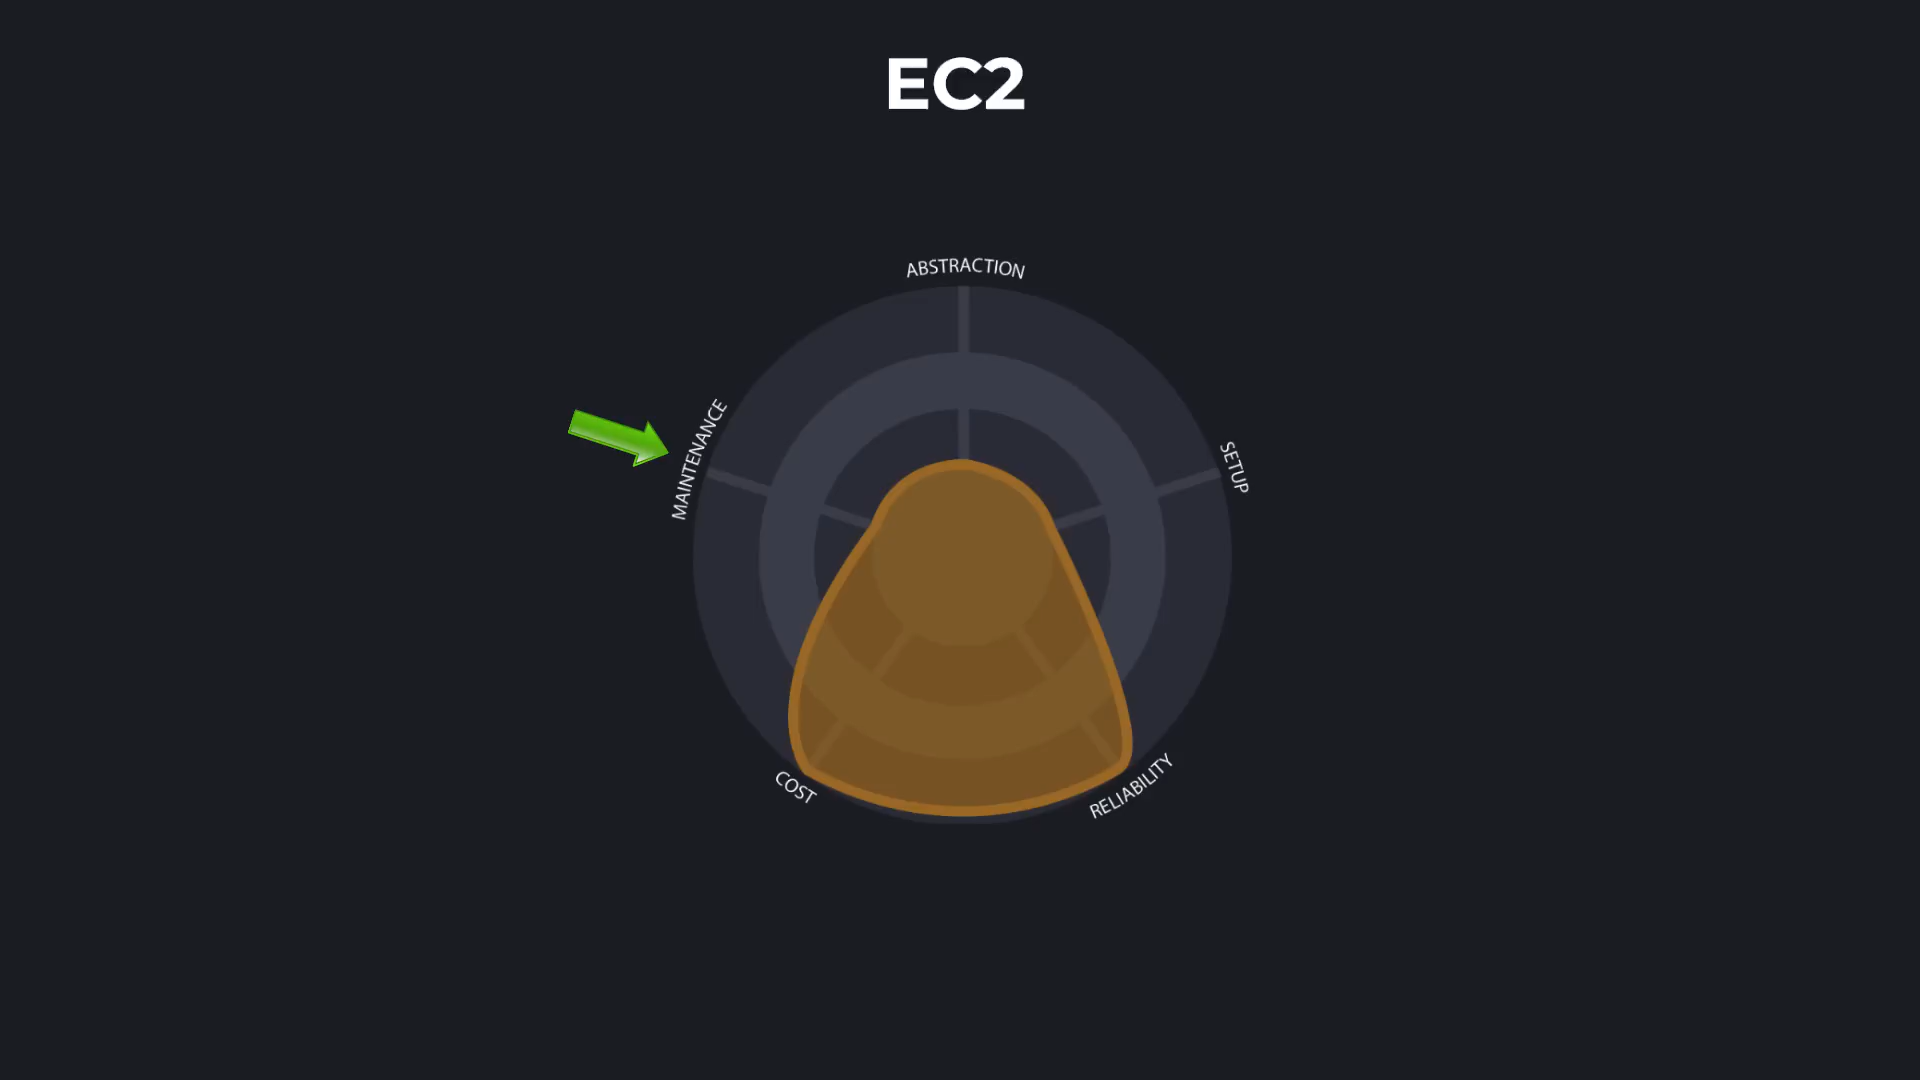 EC2
ABSTRACTION
MAINTENANCE
SETUP
COST
RELIABILITY